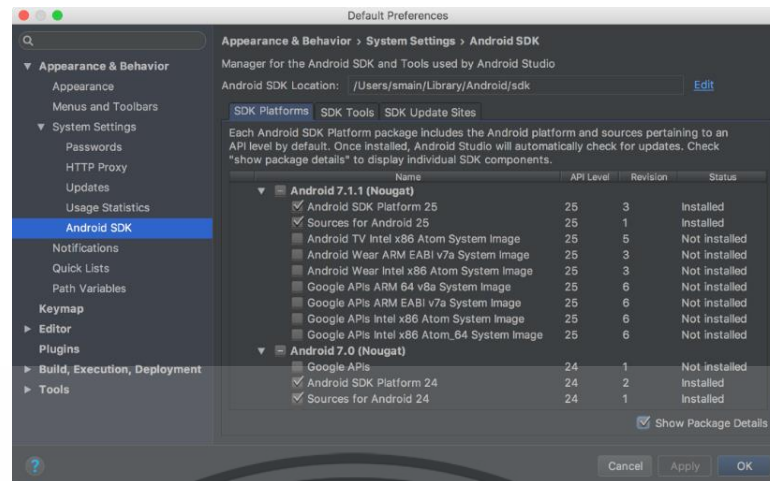 Default Preferences
Appearance & Behavior
Appearance
Menus and Toolbars
System Settings
Passwords
HTTP Proxy
Updates
Usage Statistics
Android SDK
Notifications
Quick Lists
Path Variables
Keymap
Editor
Plugins
Build, Execution, Deployment
Tools
Appearance & Behavior › System Settings › Android SDK
Manager for the Android SDK and Tools used by Android Studio
Android SDK Location: /Users/smain/Library/Android/sdk Edit
SDK Platforms SDK Tools SDK Update Sites
Each Android SDK Platform package includes the Android platform and sources pertaining to an
API level by default. Once installed, Android Studio will automatically check for updates. Check
"show package details" to display individual SDK components.
Name API Level Revision Status
Android 7.1.1 (Nougat)
Android SDK Platform 25 25 3 Installed
Sources for Android 25 25 1 Installed
Android TV Intel x86 Atom System Image 25 5 Not installed
Android Wear ARM EABI v7a System Image 25 3 Not installed
Android Wear Intel x86 Atom System Image 25 3 Not installed
Google APIs ARM 64 v8a System Image 25 6 Not installed
Google APIs ARM EABI v7a System Image 25 6 Not installed
Google APIs Intel x86 Atom System Image 25 6 Not installed
Google APIs Intel x86 Atom_64 System Image 25 6 Not installed
Android 7.0 (Nougat)
Google APIs 24 1 Not installed
Android SDK Platform 24 24 2 Installed
Sources for Android 24 24 1 Installed
Show Package Details
? Cancel Apply OK